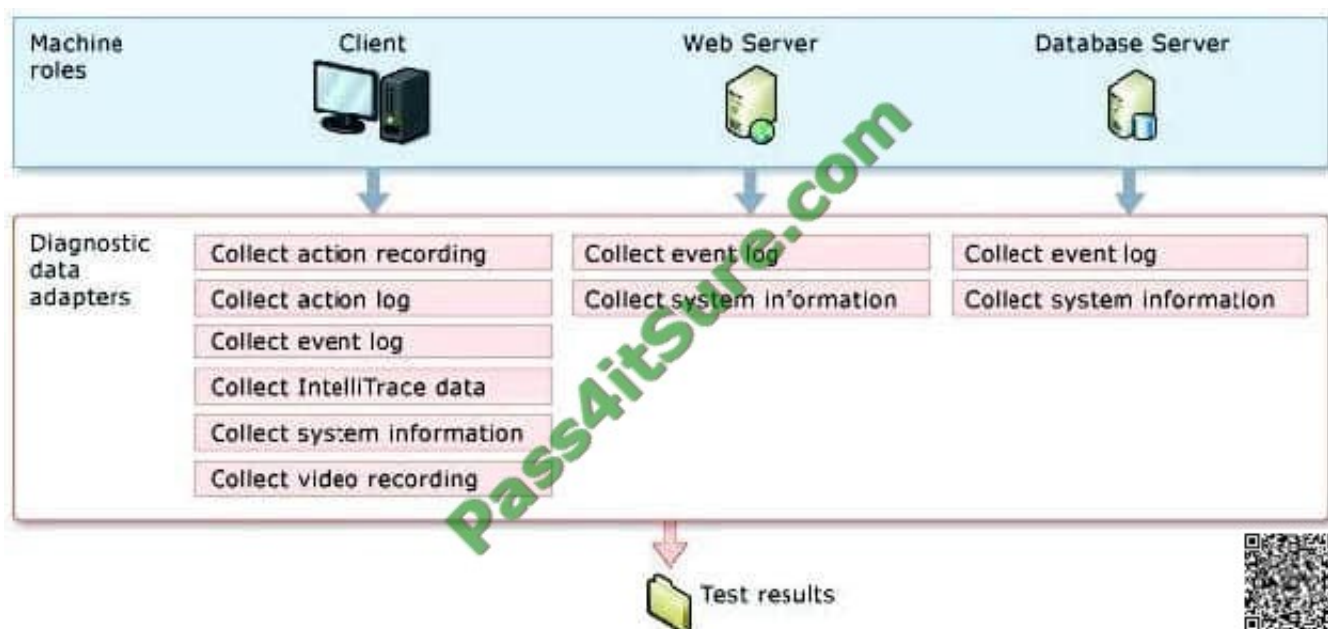 Machine roles
Client
Web Server
Database Server
Diagnostic data adapters
Collect action recording
Collect action log
Collect event log
Collect IntelliTrace data
Collect system information
Collect video recording
Collect event log
Collect system information
Collect event log
Collect system information
Test results
Pass4itSure.com